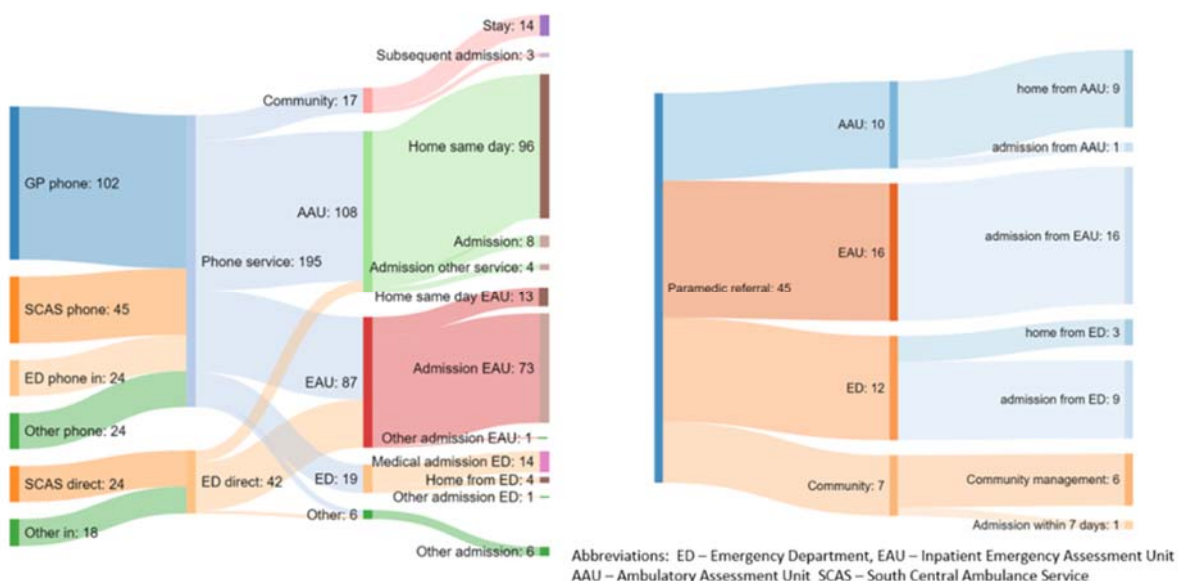 Stay: 14
Subsequent admission: 3
Community: 17
Home same day: 96
GP phone: 102
AAU: 108
Phone service: 195
Admission: 8
Admission other service: 4
Home same day EAU: 13
SCAS phone: 45
Admission EAU: 73
ED phone in: 24
EAU: 87
Other phone: 24
Other admission EAU: 1
Medical admission ED: 14
SCAS direct: 24
ED direct: 42
ED: 19
Home from ED: 4
Other admission ED: 1
Other: 6
Other in: 18
Other admission: 6
home from AAU: 9
AAU: 10
admission from AAU: 1
admission from EAU: 16
EAU: 16
Paramedic referral: 45
home from ED: 3
ED: 12
admission from ED: 9
Community management: 6
Community: 7
Admission within 7 days: 1
Abbreviations: ED – Emergency Department, EAU – Inpatient Emergency Assessment Unit
AAU – Ambulatory Assessment Unit SCAS – South Central Ambulance Service